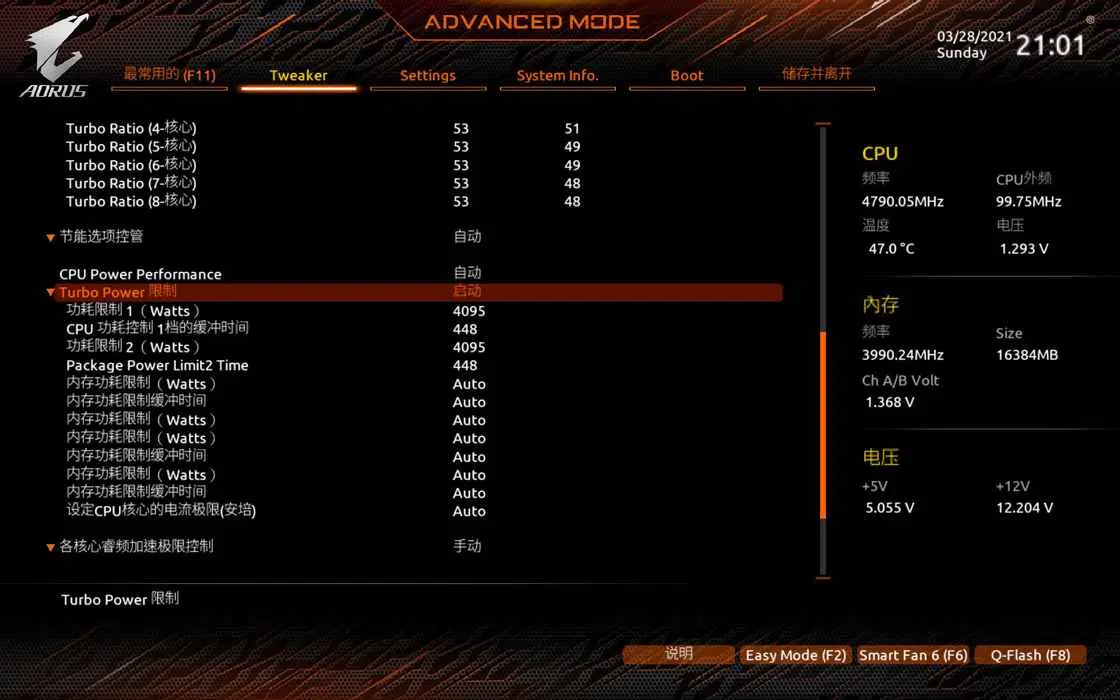 ADVANCED MODE
03/28/2021 Sunday 21:01
AORUS
最常用的 (F11) Tweaker Settings System Info. Boot 储存并离开
Turbo Ratio (4-核心) 53 51
Turbo Ratio (5-核心) 53 49
Turbo Ratio (6-核心) 53 49
Turbo Ratio (7-核心) 53 48
Turbo Ratio (8-核心) 53 48
节能选项控管 自动
CPU Power Performance 自动
Turbo Power 限制 启动
功耗限制 1（Watts） 4095
CPU 功耗控制 1档的缓冲时间 448
功耗限制 2（Watts） 4095
Package Power Limit2 Time 448
内存功耗限制（Watts） Auto
内存功耗限制缓冲时间 Auto
内存功耗限制（Watts） Auto
内存功耗限制（Watts） Auto
内存功耗限制缓冲时间 Auto
内存功耗限制（Watts） Auto
内存功耗限制缓冲时间 Auto
设定CPU核心的电流极限(安培) Auto
各核心睿频加速极限控制 手动
CPU
频率 CPU外频
4790.05MHz 99.75MHz
温度 电压
47.0 °C 1.293 V
內存
频率 Size
3990.24MHz 16384MB
Ch A/B Volt
1.368 V
电压
+5V +12V
5.055 V 12.204 V
Turbo Power 限制
说明 Easy Mode (F2) Smart Fan 6 (F6) Q-Flash (F8)